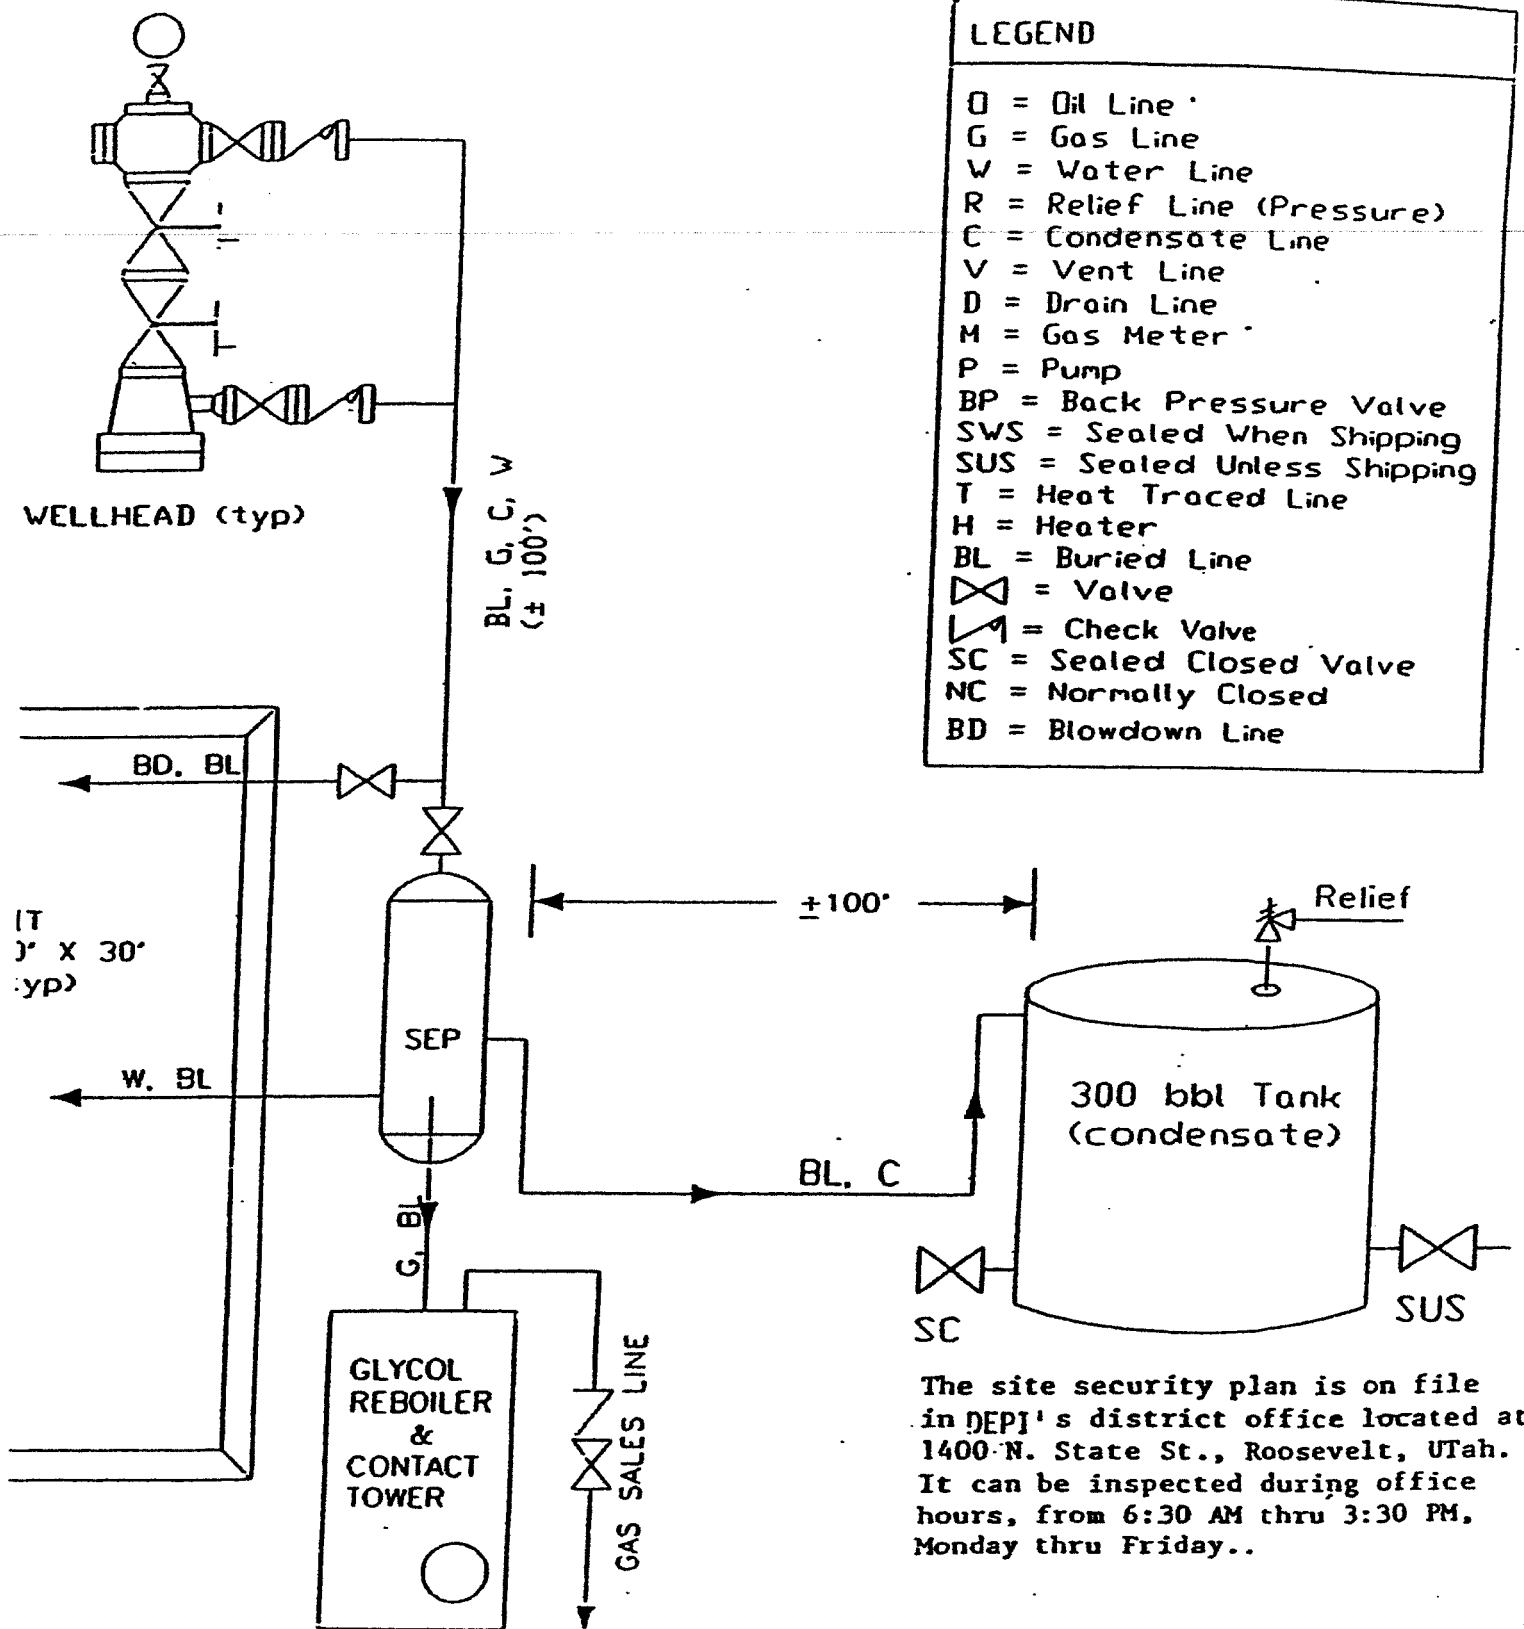 LEGEND
O = Oil Line
G = Gas Line
W = Water Line
R = Relief Line (Pressure)
C = Condensate Line
V = Vent Line
D = Drain Line
M = Gas Meter
P = Pump
BP = Back Pressure Valve
SWS = Sealed When Shipping
SUS = Sealed Unless Shipping
T = Heat Traced Line
H = Heater
BL = Buried Line
= Valve
= Check Valve
SC = Sealed Closed Valve
NC = Normally Closed
BD = Blowdown Line
WELLHEAD (typ)
BL, G, C, W
(± 100')
BD. BL
±100'
Relief
X 30'
yp)
SEP
W. BL
300 bbl Tank
(condensate)
BL. C
G, BL
SC
SUS
GLYCOL
REBOILER
&
CONTACT
TOWER
GAS SALES LINE
The site security plan is on file
in DEPI's district office located at
1400 N. State St., Roosevelt, UTah.
It can be inspected during office
hours, from 6:30 AM thru 3:30 PM,
Monday thru Friday..